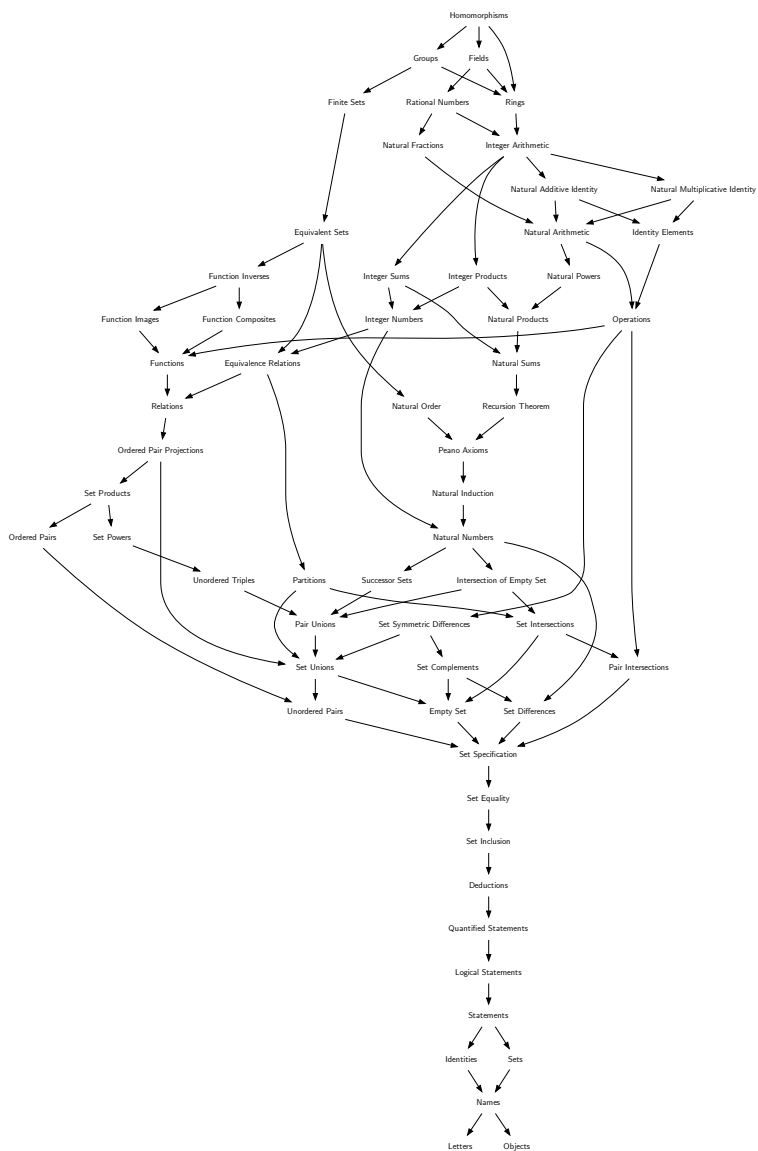 Homomorphisms
Groups
Fields
Finite Sets
Rational Numbers
Rings
Natural Fractions
Integer Arithmetic
Natural Additive Identity
Natural Multiplicative Identity
Equivalent Sets
Natural Arithmetic
Identity Elements
Function Inverses
Integer Sums
Integer Products
Natural Powers
Function Images
Function Composites
Integer Numbers
Natural Products
Operations
Functions
Equivalence Relations
Natural Sums
Relations
Natural Order
Recursion Theorem
Ordered Pair Projections
Peano Axioms
Set Products
Natural Induction
Ordered Pairs
Set Powers
Natural Numbers
Unordered Triples
Partitions
Successor Sets
Intersection of Empty Set
Pair Unions
Set Symmetric Differences
Set Intersections
Set Unions
Set Complements
Pair Intersections
Unordered Pairs
Empty Set
Set Differences
Set Specification
Set Equality
Set Inclusion
Deductions
Quantified Statements
Logical Statements
Statements
Identities
Sets
Names
Letters
Objects